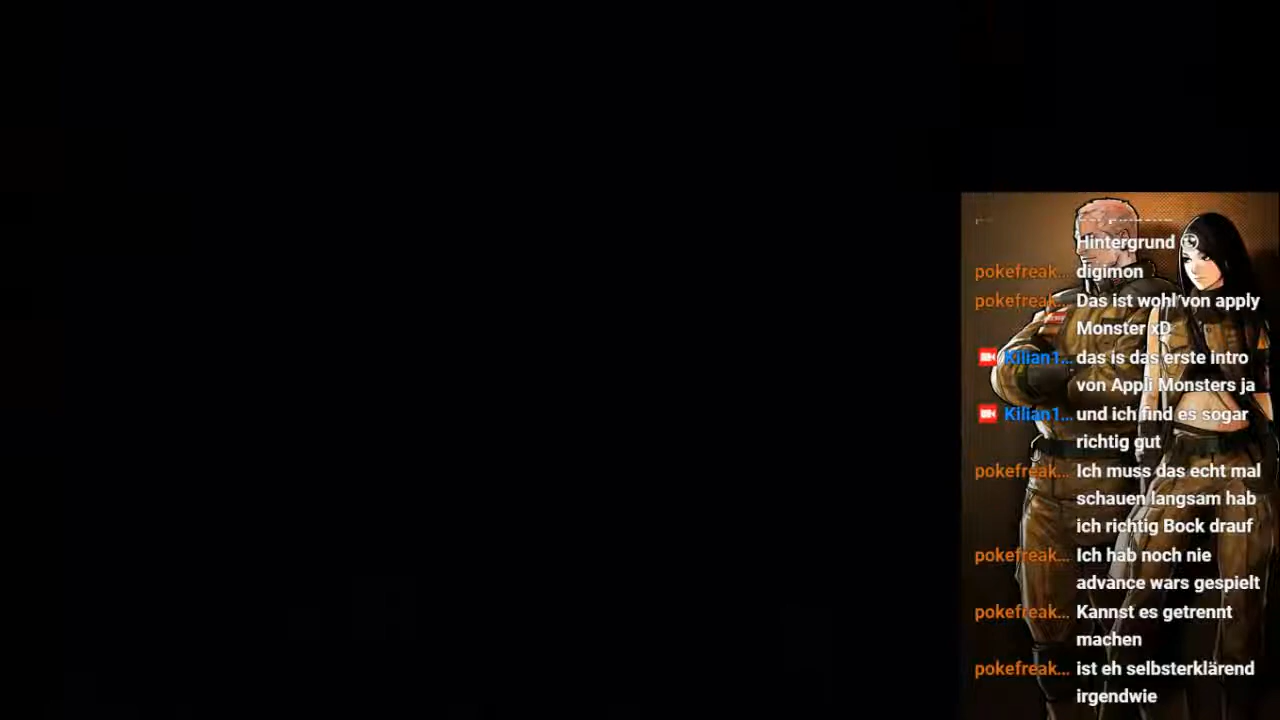 Hintergrund
pokefreak... digimon
pokefreak... Das ist wohl von apply
Monster xD
Kilian1... das is das erste intro
von Appli Monsters ja
Kilian1... und ich find es sogar
richtig gut
pokefreak... Ich muss das echt mal
schauen langsam hab
ich richtig Bock drauf
pokefreak... Ich hab noch nie
advance wars gespielt
pokefreak... Kannst es getrennt
machen
pokefreak... ist eh selbsterklärend
irgendwie